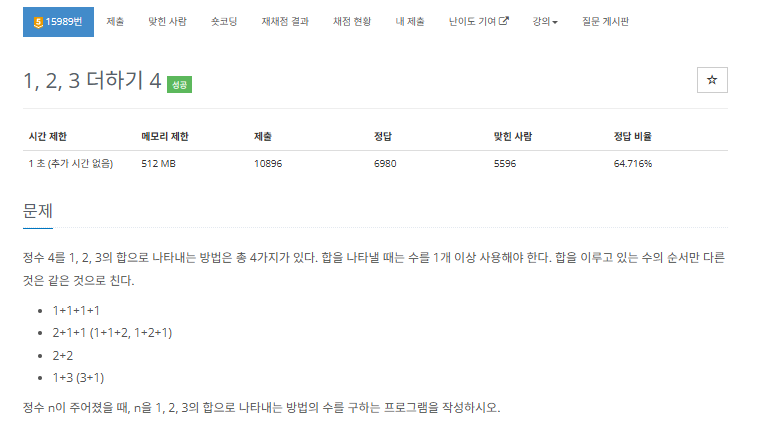 5 15989번 제출 맞힌 사람 숏코딩 재채점 결과 채점 현황 내 제출 난이도 기여 강의 질문 게시판
1, 2, 3 더하기 4 성공
시간 제한 메모리 제한 제출 정답 맞힌 사람 정답 비율
1 초 (추가 시간 없음) 512 MB 10896 6980 5596 64.716%
문제
정수 4를 1, 2, 3의 합으로 나타내는 방법은 총 4가지가 있다. 합을 나타낼 때는 수를 1개 이상 사용해야 한다. 합을 이루고 있는 수의 순서만 다른
것은 같은 것으로 친다.
• 1+1+1+1
• 2+1+1 (1+1+2, 1+2+1)
• 2+2
• 1+3 (3+1)
정수 n이 주어졌을 때, n을 1, 2, 3의 합으로 나타내는 방법의 수를 구하는 프로그램을 작성하시오.